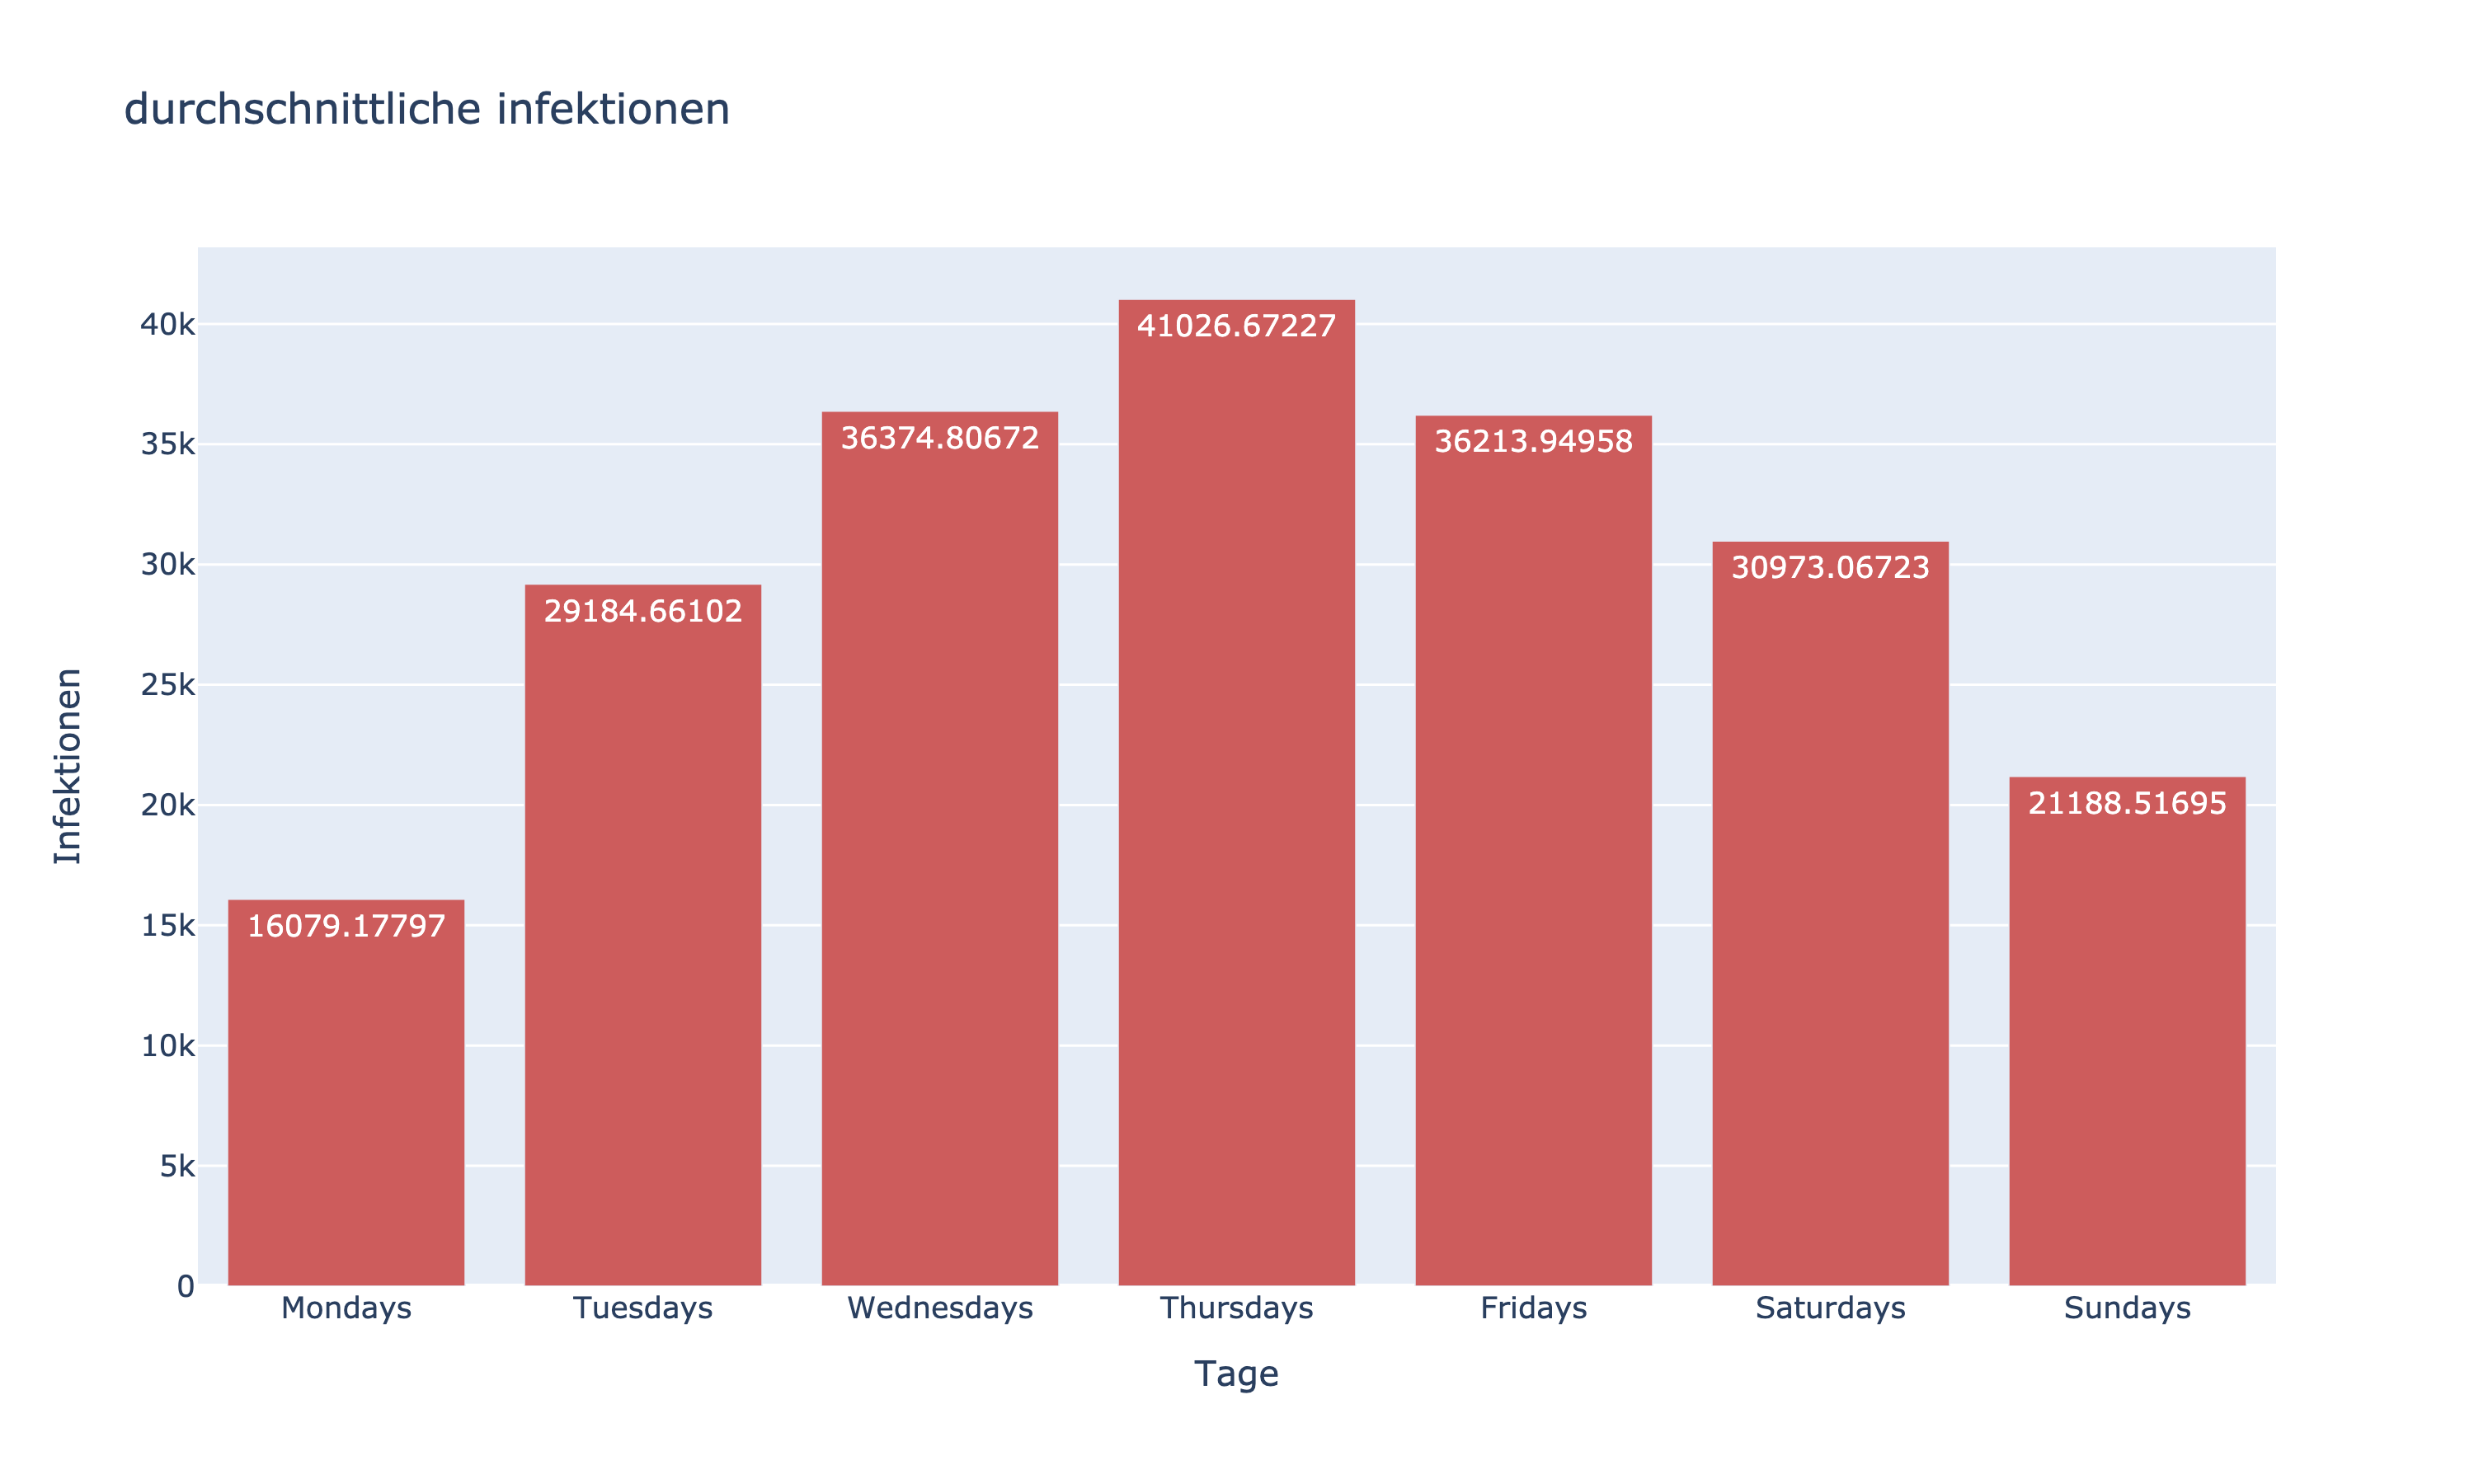 durchschnittliche infektionen
40k
35k
30k
25k
20k
15k
10k
5k
0
Infektionen
16079.17797
29184.66102
36374.80672
41026.67227
36213.94958
30973.06723
21188.51695
Mondays Tuesdays Wednesdays Thursdays Fridays Saturdays Sundays
Tage